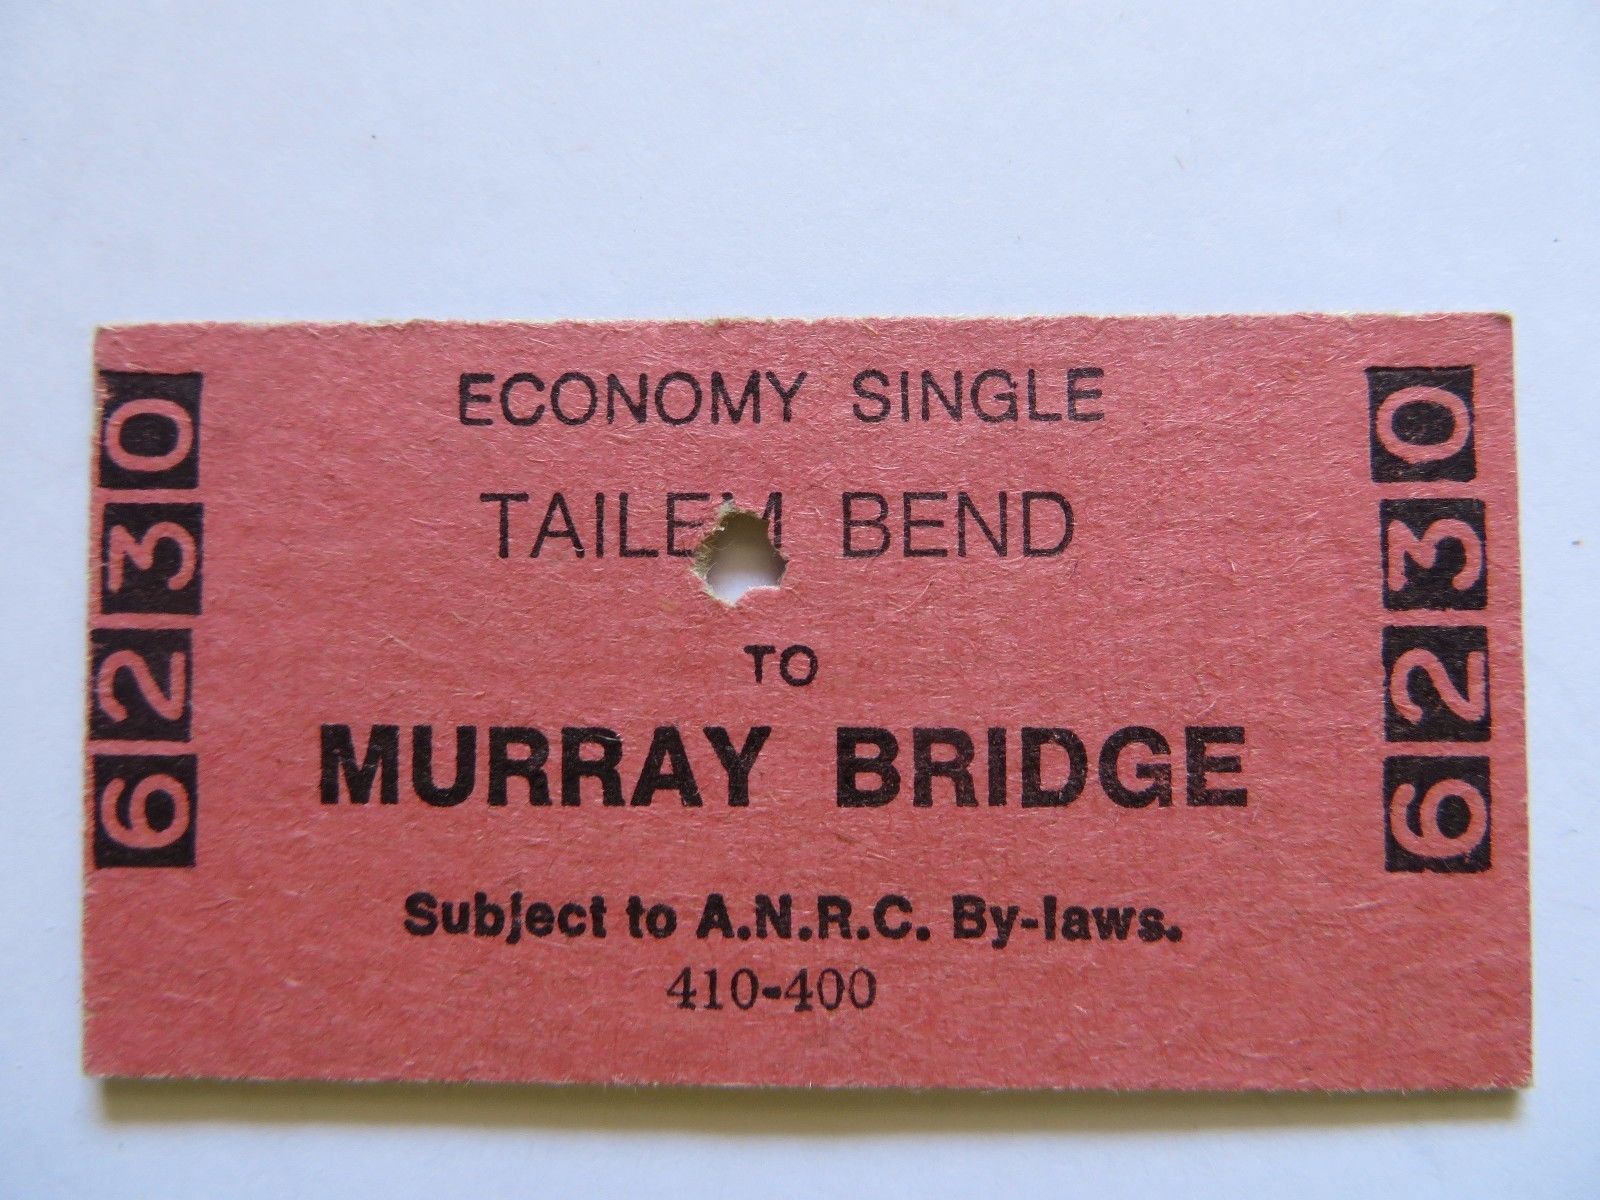 6230
ECONOMY SINGLE
TAILEM BEND
TO
MURRAY BRIDGE
Subject to A.N.R.C. By-laws.
410-400
6230